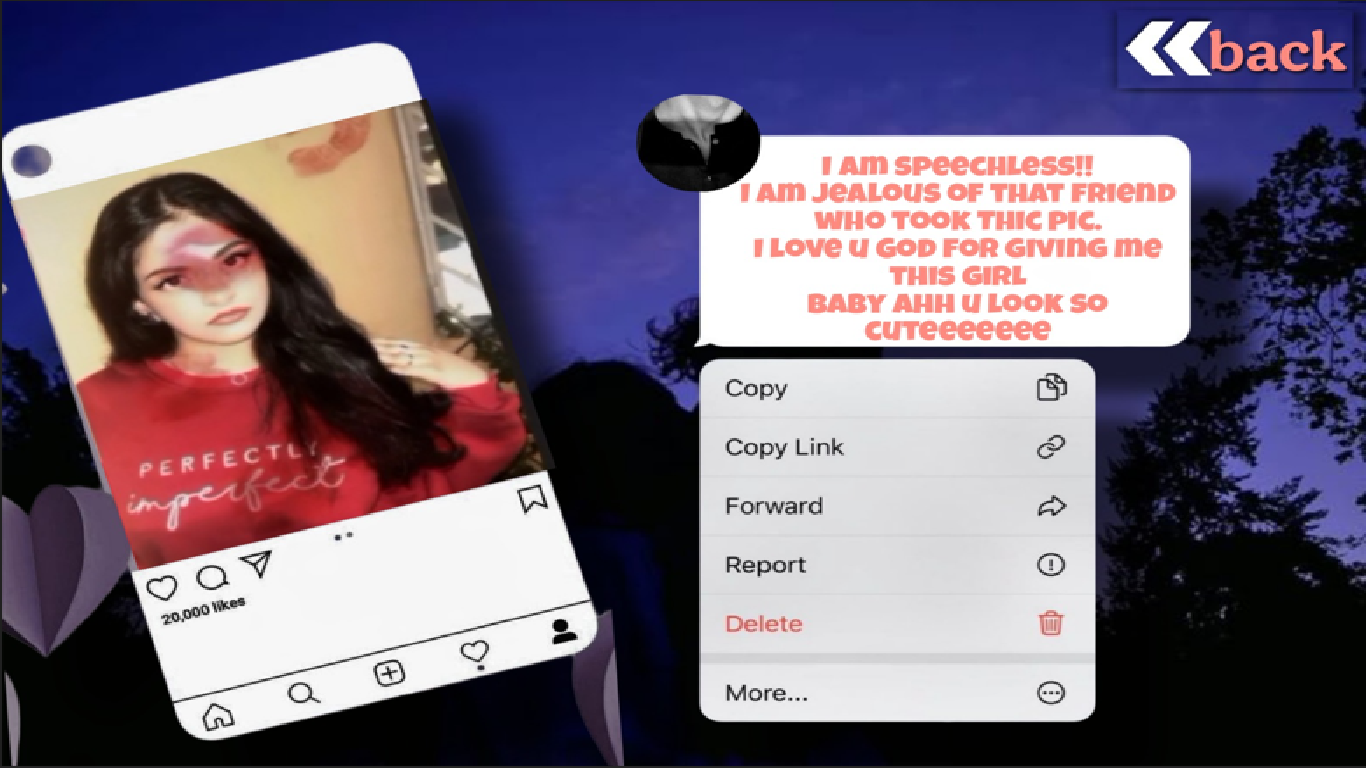 back
I AM SPEECHLESS!!
I AM JEALOUS OF THAT FRIEND
WHO TOOK THIC PIC.
I LOVE U GOD FOR GIVING ME
THIS GIRL
BABY AHH U LOOK SO
CUTEEEEEEE
PERFECTLY
imperfect
20,000 likes
Copy
Copy Link
Forward
Report
Delete
More...